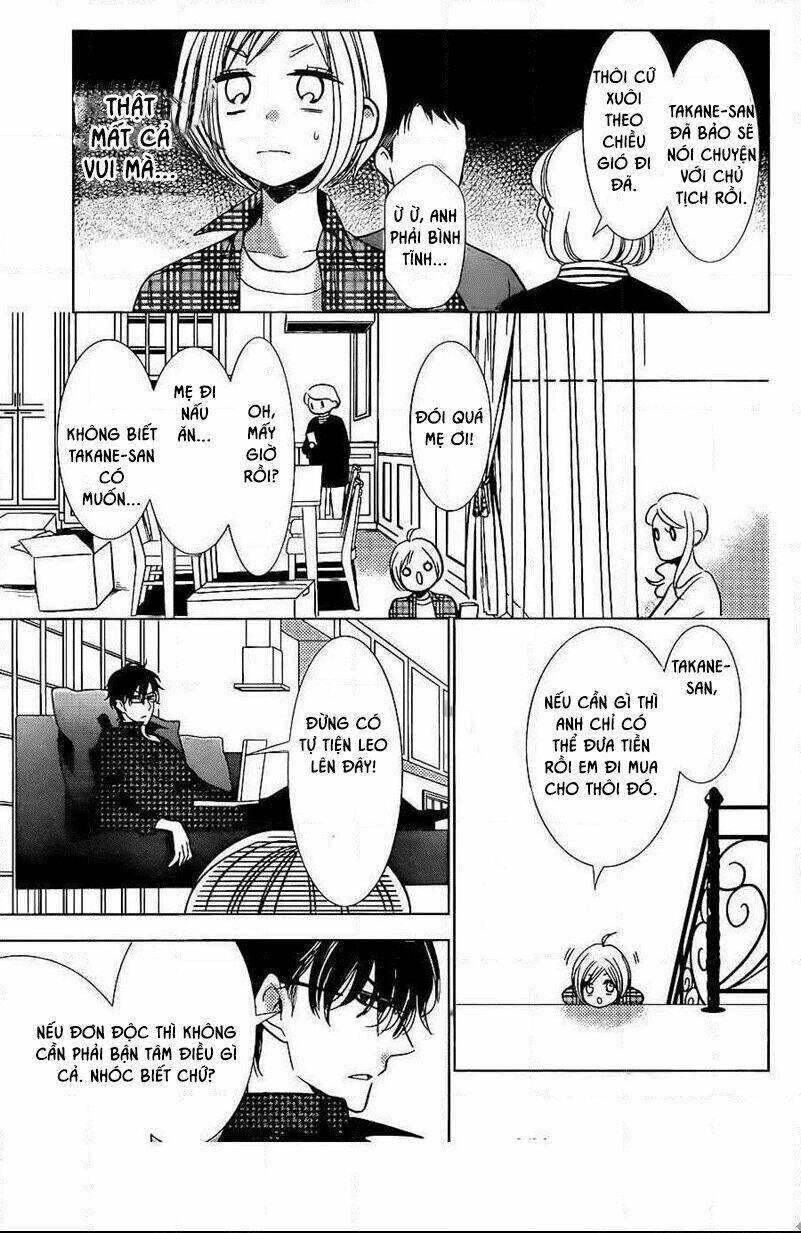 TAKANE-SAN
ĐÃ BẢO SẼ
NÓI CHUYỆN
VỚI CHỦ
TỊCH RỒI.
THÔI CỨ
XUÔI
THEO
CHIỀU
GIÓ ĐI
ĐÃ.
Ừ Ừ, ANH
PHẢI BÌNH
TĨNH...
THẬT
MẤT CẢ
VUI MÀ...
ĐÓI QUÁ
MẸ ƠI!
OH,
MẤY
GIỜ
RỒI?
MẸ ĐI
NẤU
ĂN...
KHÔNG BIẾT
TAKANE-SAN
CÓ
MUỐN...
TAKANE-
SAN,
NẾU CẦN GÌ THÌ
ANH CHỈ CÓ
THỂ ĐƯA TIỀN
RỒI EM ĐI MUA
CHO THÔI ĐÓ.
ĐỪNG CÓ
TỰ TIỆN LEO
LÊN ĐÂY!
NẾU ĐƠN ĐỘC THÌ KHÔNG
CẦN PHẢI BẬN TÂM ĐIỀU GÌ
CẢ. NHÓC BIẾT CHỨ?